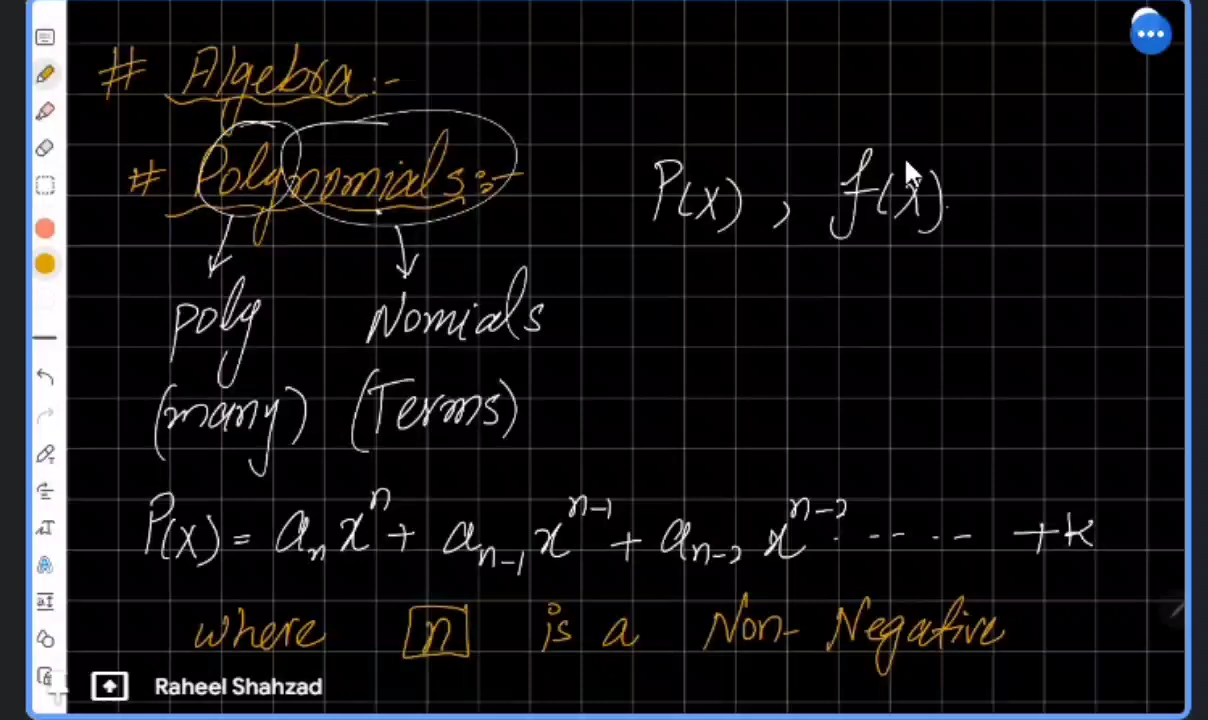 # Algebra:-
# Polynomials:-
P(x) , f(x).
Poly Nomials
(many) (Terms)
P(x) = aₙxⁿ + aₙ₋₁xⁿ⁻¹ + aₙ₋₂xⁿ⁻² ...... + k
where n is a Non-Negative
Raheel Shahzad